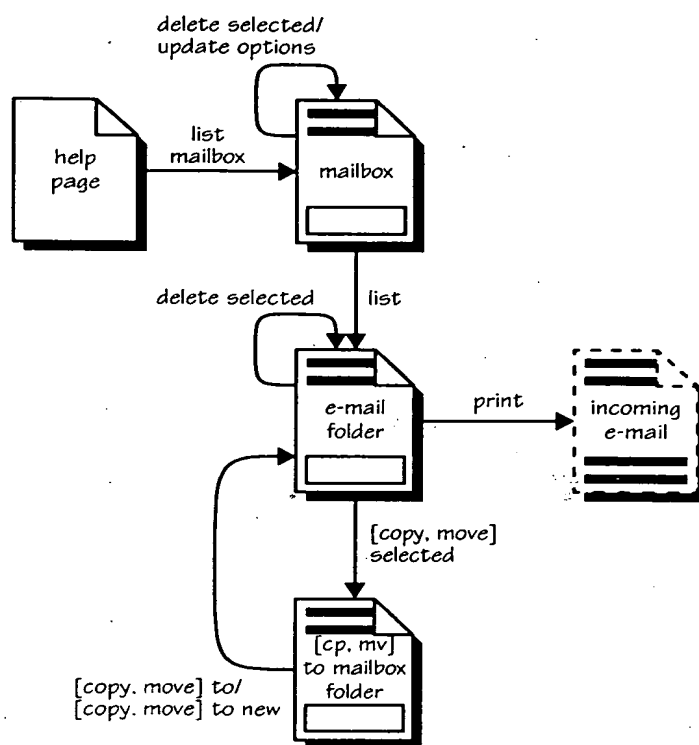 delete selected/
update options
help
page
list
mailbox
mailbox
delete selected
list
e-mail
folder
print
incoming
e-mail
[copy, move]
selected
[cp, mv]
to mailbox
folder
[copy. move] to/
[copy. move] to new